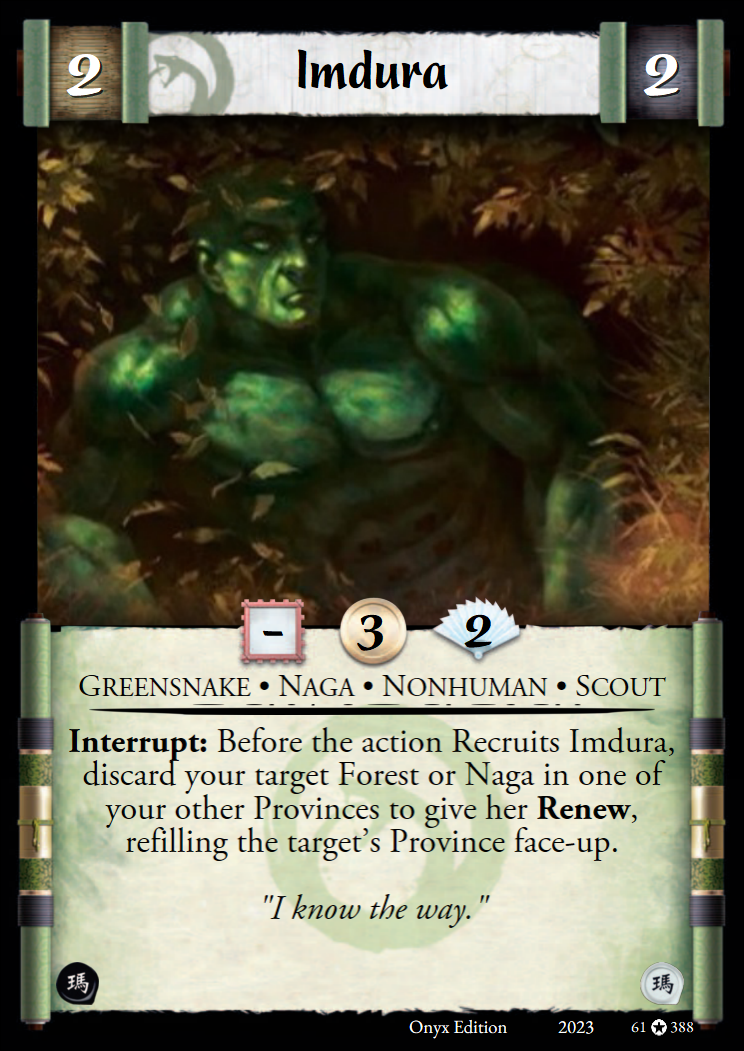 2
Imdura
2
-
3
2
GREENSNAKE • NAGA • NONHUMAN • SCOUT
Interrupt: Before the action Recruits Imdura,
discard your target Forest or Naga in one of
your other Provinces to give her Renew,
refilling the target's Province face-up.
"I know the way."
瑪
瑪
Onyx Edition 2023 61 ✪ 388